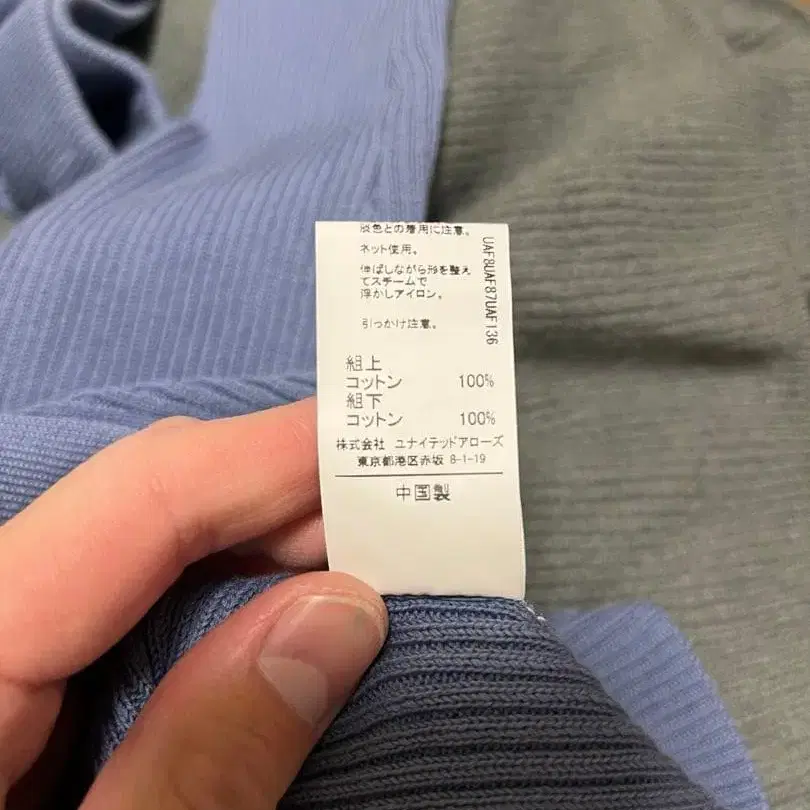 淡色との着用に注意。
ネット使用。
伸ばしながら形を整え
てスチームで
浮かしアイロン。
引っかけ注意。
UAF8UAF87UAF136
組上
コットン 100%
組下
コットン 100%
株式会社 ユナイテッドアローズ
東京都港区赤坂 8-1-19
中国製